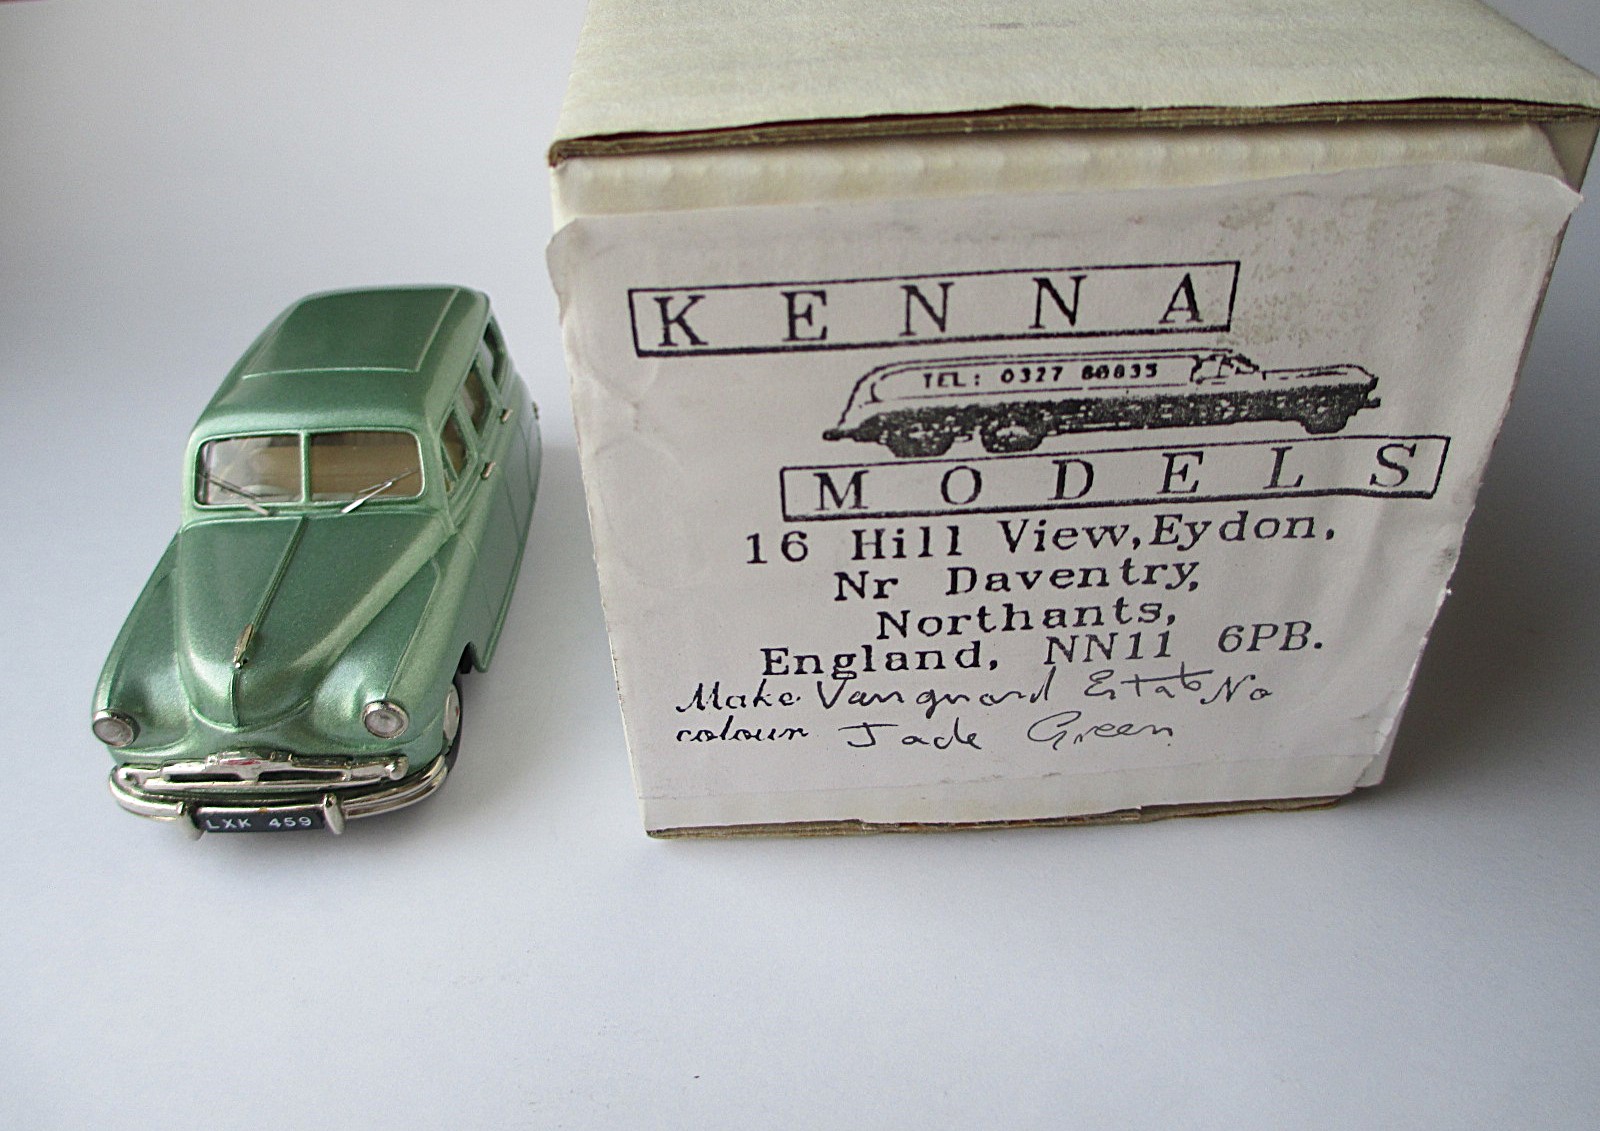 KENNA
TEL: 0327
MODELS
16 Hill View, Eydon,
Nr Daventry,
Northants,
England, NN11 6PB.
Make Vanguard Estate No
colour Jade Green
LXK 459